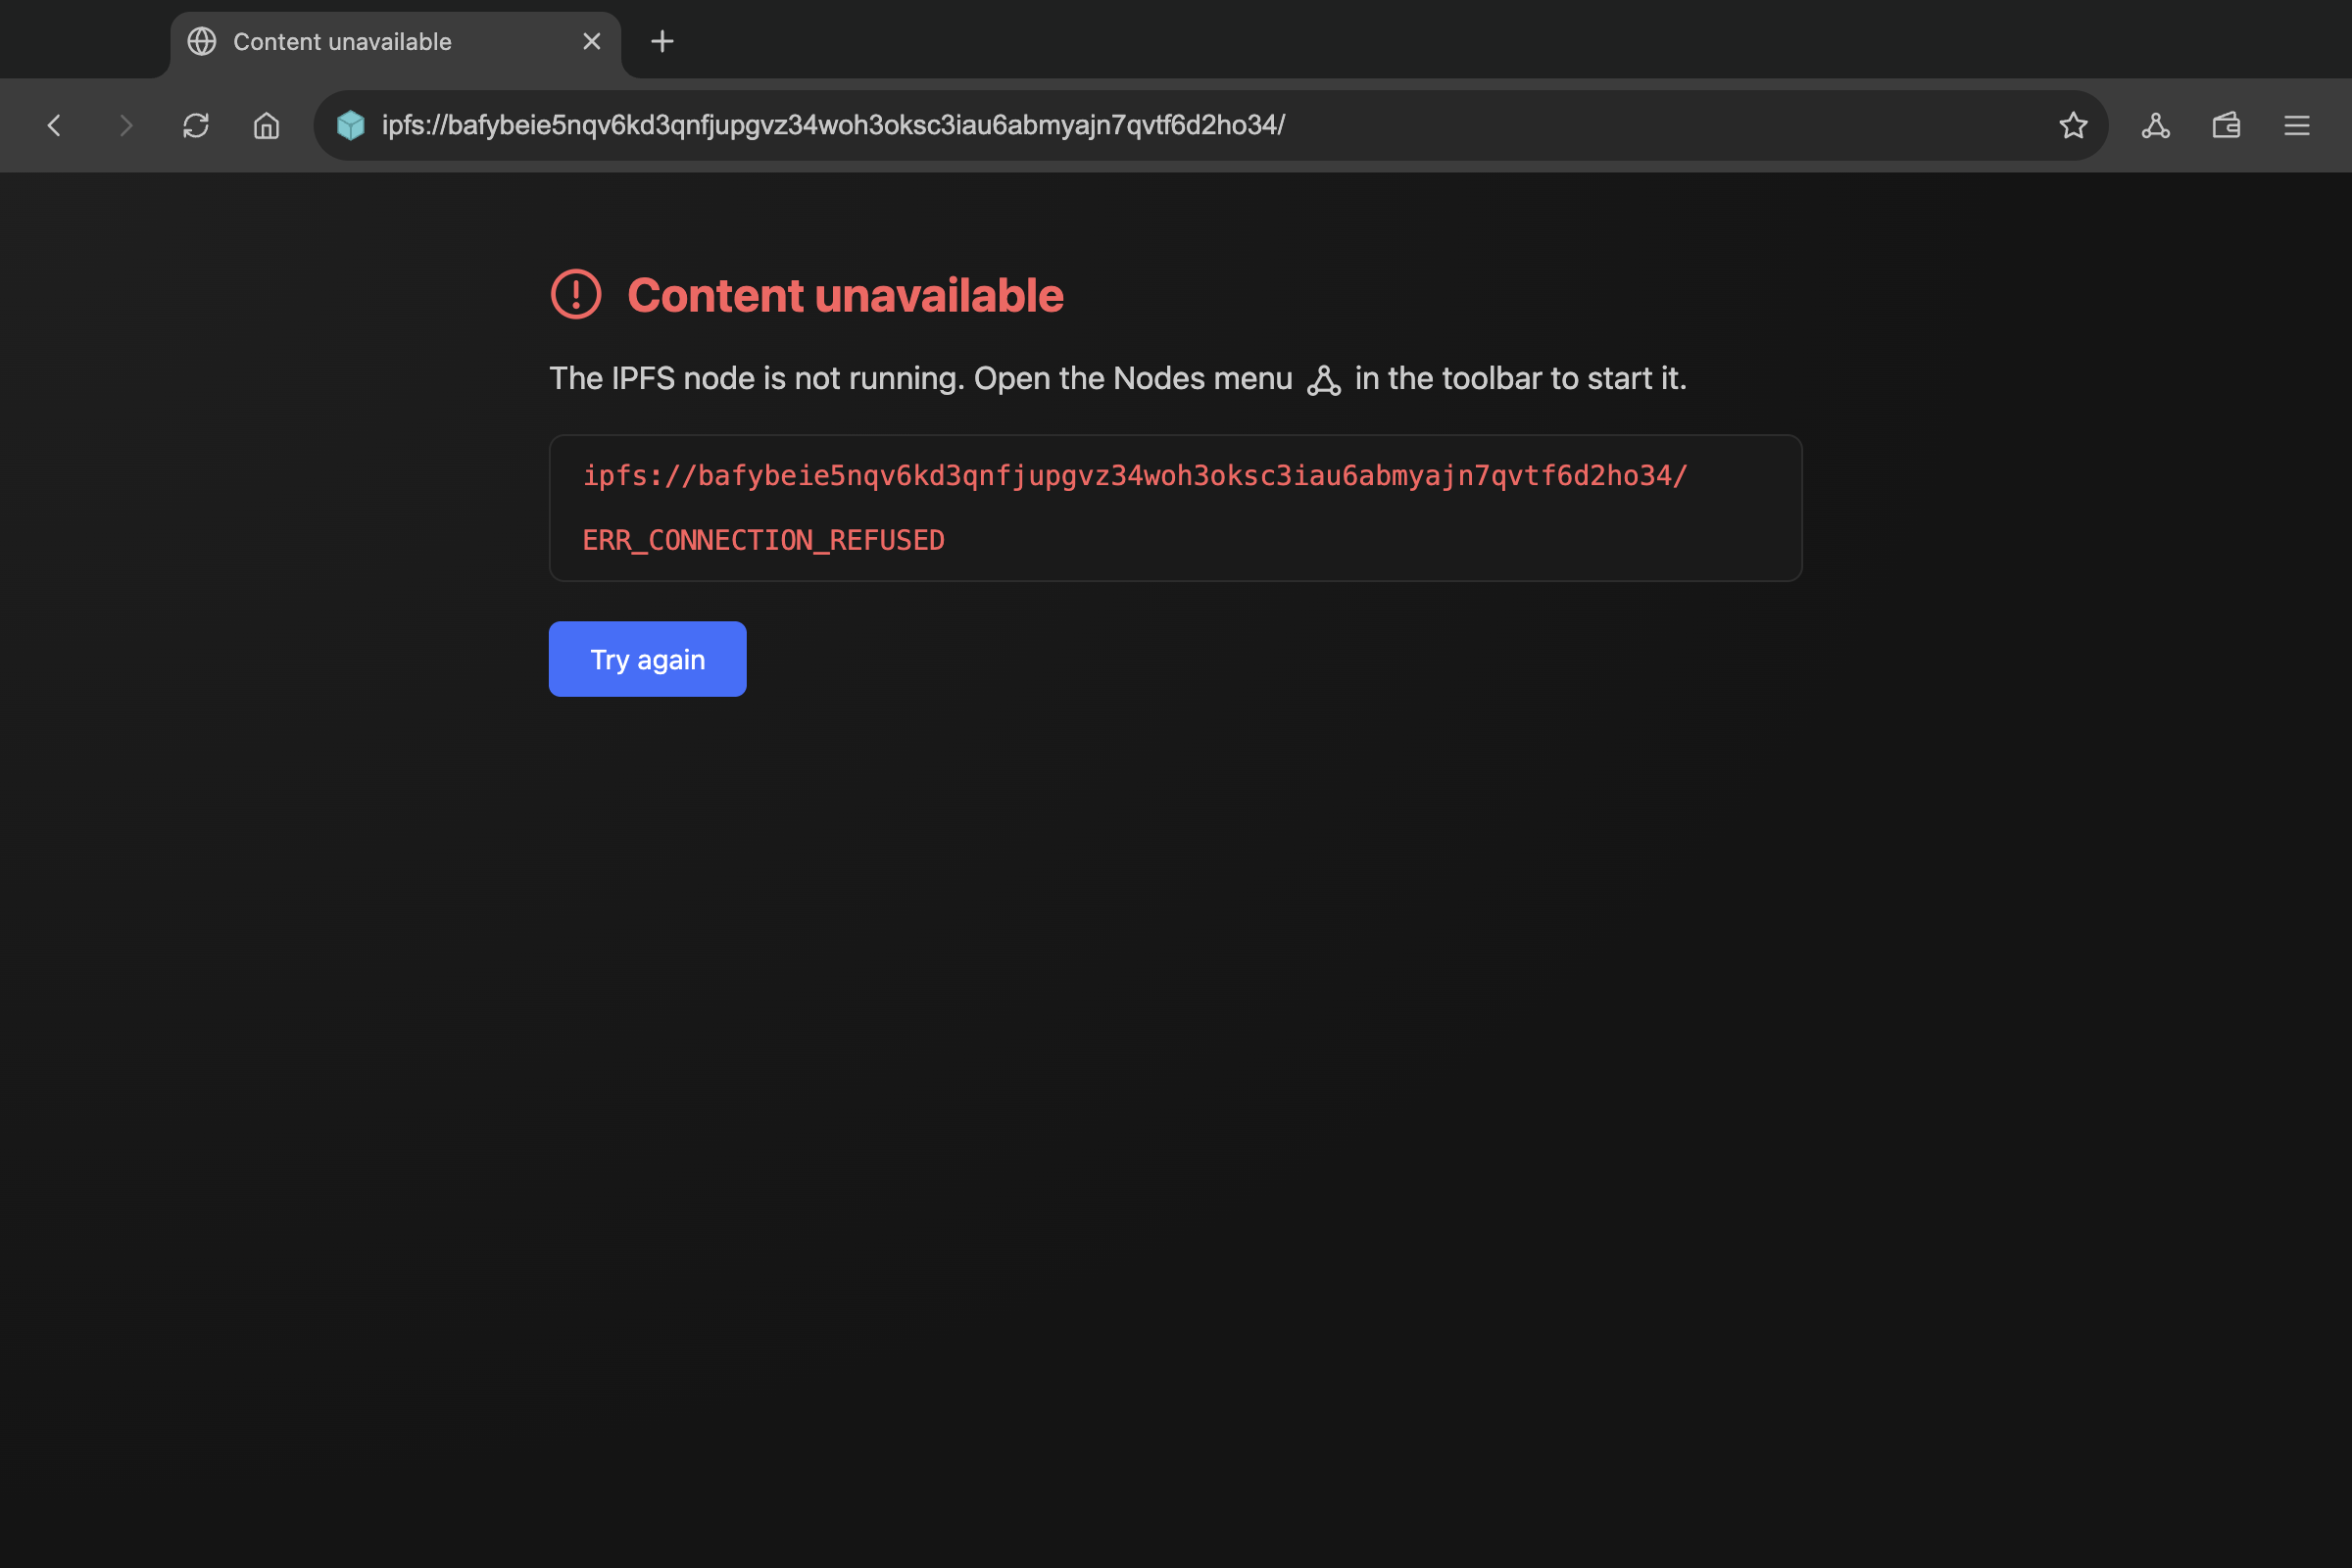 Content unavailable
ipfs://bafybeie5nqv6kd3qnfjupgvz34woh3oksc3iau6abmyajn7qvtf6d2ho34/
Content unavailable
The IPFS node is not running. Open the Nodes menu in the toolbar to start it.
ipfs://bafybeie5nqv6kd3qnfjupgvz34woh3oksc3iau6abmyajn7qvtf6d2ho34/
ERR_CONNECTION_REFUSED
Try again